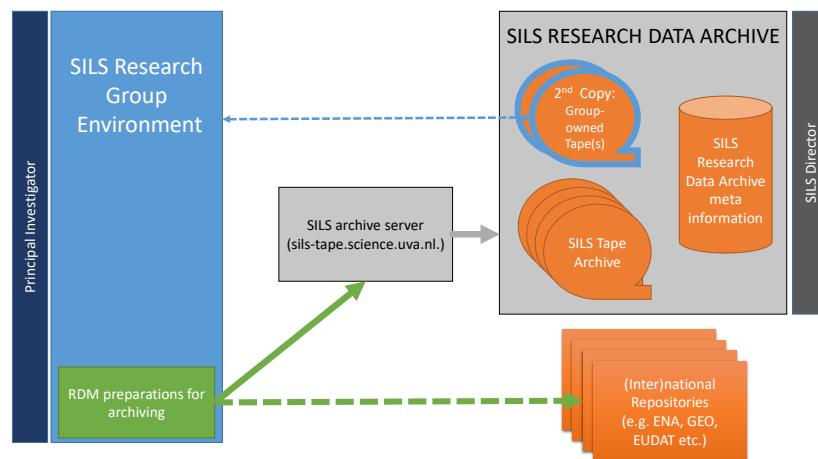 Principal Investigator
SILS Research
Group
Environment
RDM preparations for
archiving
SILS archive server
(sils-tape.science.uva.nl.)
SILS RESEARCH DATA ARCHIVE
2nd Copy:
Group-
owned
Tape(s)
SILS Tape
Archive
SILS
Research
Data Archive
meta
information
SILS Director
(Inter)national
Repositories
(e.g. ENA, GEO,
EUDAT etc.)